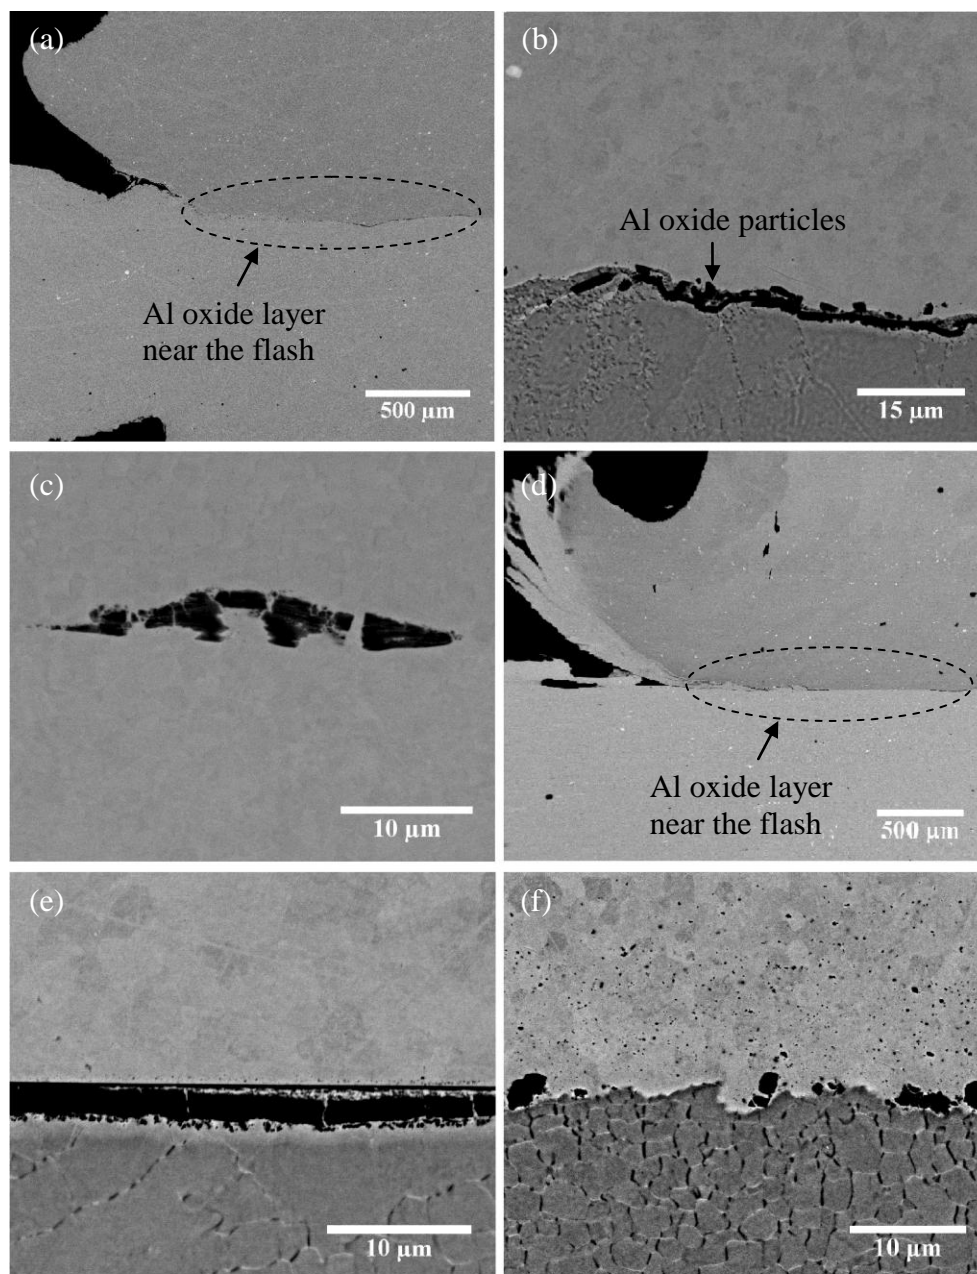 (a)
Al oxide layer
near the flash
500 µm
(b)
Al oxide particles
15 µm
(c)
10 µm
(d)
Al oxide layer
near the flash
500 µm
(e)
10 µm
(f)
10 µm